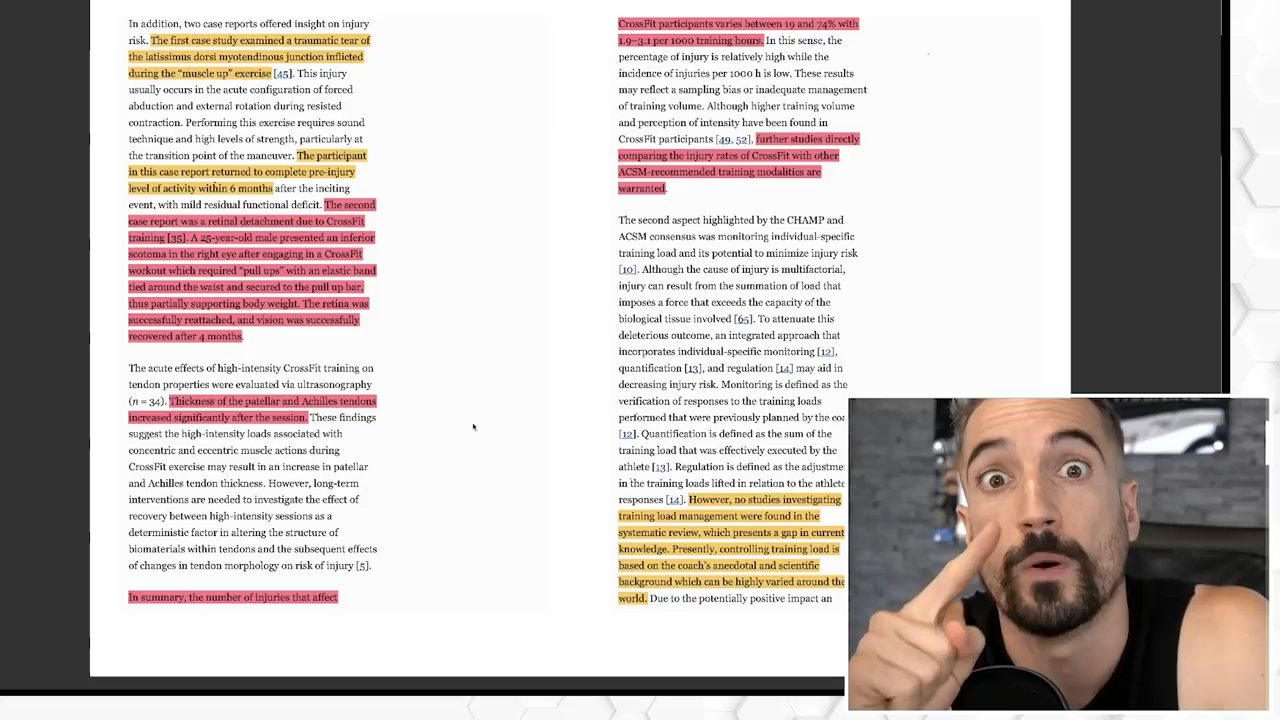 In addition, two case reports offered insight on injury
risk. The first case study examined a traumatic tear of
the latissimus dorsi myotendinous junction inflicted
during the “muscle up” exercise [45]. This injury
usually occurs in the acute configuration of forced
abduction and external rotation during resisted
contraction. Performing this exercise requires sound
technique and high levels of strength, particularly at
the transition point of the maneuver. The participant
in this case report returned to complete pre-injury
level of activity within 6 months after the inciting
event, with mild residual functional deficit. The second
case report was a retinal detachment due to CrossFit
training [35]. A 25-year-old male presented an inferior
scotoma in the right eye after engaging in a CrossFit
workout which required “pull ups” with an elastic band
tied around the waist and secured to the pull up bar,
thus partially supporting body weight. The retina was
successfully reattached, and vision was successfully
recovered after 4 months.
The acute effects of high-intensity CrossFit training on
tendon properties were evaluated via ultrasonography
(n = 34). Thickness of the patellar and Achilles tendons
increased significantly after the session. These findings
suggest the high-intensity loads associated with
concentric and eccentric muscle actions during
CrossFit exercise may result in an increase in patellar
and Achilles tendon thickness. However, long-term
interventions are needed to investigate the effect of
recovery between high-intensity sessions as a
deterministic factor in altering the structure of
biomaterials within tendons and the subsequent effects
of changes in tendon morphology on risk of injury [5].
In summary, the number of injuries that affect
CrossFit participants varies between 19 and 74% with
1.9–3.1 per 1000 training hours. In this sense, the
percentage of injury is relatively high while the
incidence of injuries per 1000 h is low. These results
may reflect a sampling bias or inadequate management
of training volume. Although higher training volume
and perception of intensity have been found in
CrossFit participants [49, 52], further studies directly
comparing the injury rates of CrossFit with other
ACSM-recommended training modalities are
warranted.
The second aspect highlighted by the CHAMP and
ACSM consensus was monitoring individual-specific
training load and its potential to minimize injury risk
[10]. Although the cause of injury is multifactorial,
injury can result from the summation of load that
imposes a force that exceeds the capacity of the
biological tissue involved [65]. To attenuate this
deleterious outcome, an integrated approach that
incorporates individual-specific monitoring [12],
quantification [13], and regulation [14] may aid in
decreasing injury risk. Monitoring is defined as the
verification of responses to the training loads
performed that were previously planned by the
[12]. Quantification is defined as the sum of the
training load that was effectively executed by the
athlete [13]. Regulation is defined as the
in the training loads lifted in relation to the
responses [14]. However, no studies investigating
training load management were found in the
systematic review, which presents a gap in current
knowledge. Presently, controlling training load is
based on the coach’s anecdotal and scientific
background which can be highly varied around the
world. Due to the potentially positive impact an